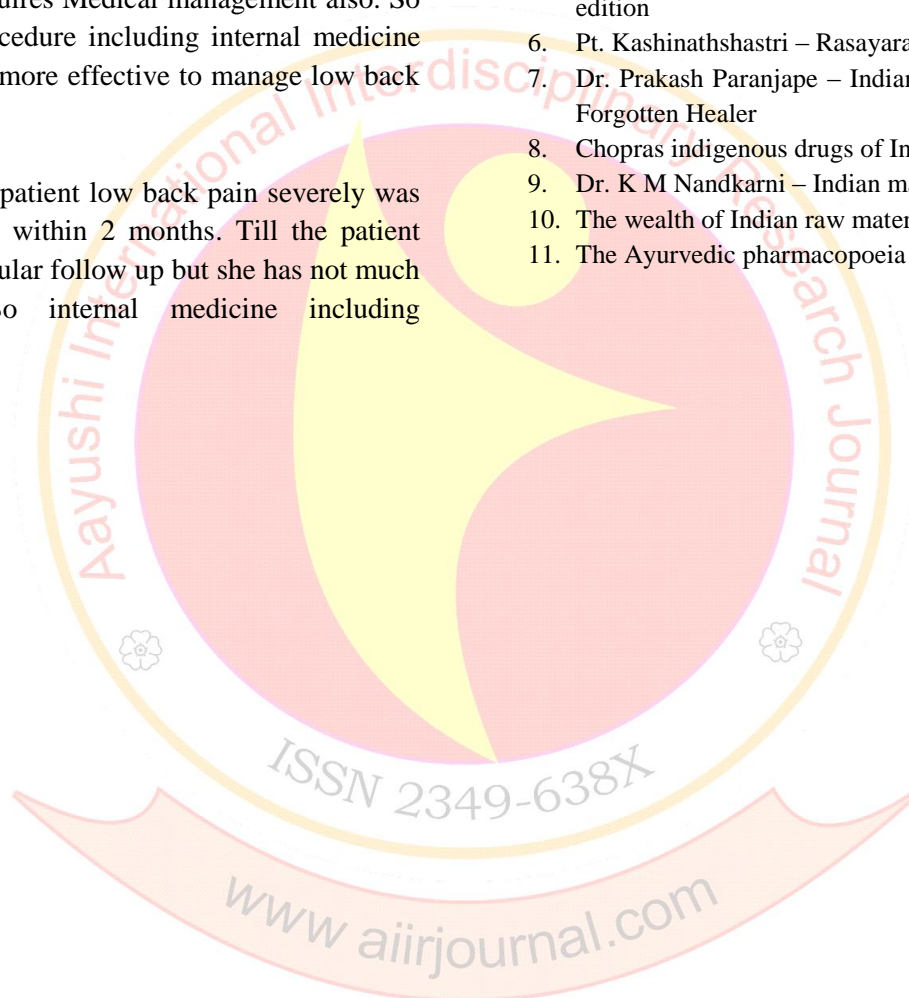 uires Medical management also. So
cedure including internal medicine
more effective to manage low back
patient low back pain severely was
within 2 months. Till the patient
ular follow up but she has not much
o internal medicine including
edition
6. Pt. Kashinathshastri – Rasayara
7. Dr. Prakash Paranjape – Indian
Forgotten Healer
8. Chopras indigenous drugs of In
9. Dr. K M Nandkarni – Indian ma
10. The wealth of Indian raw mater
11. The Ayurvedic pharmacopoeia
Aayushi International Interdisciplinary Research Journal
ISSN 2349-638X
www aiirjournal.com